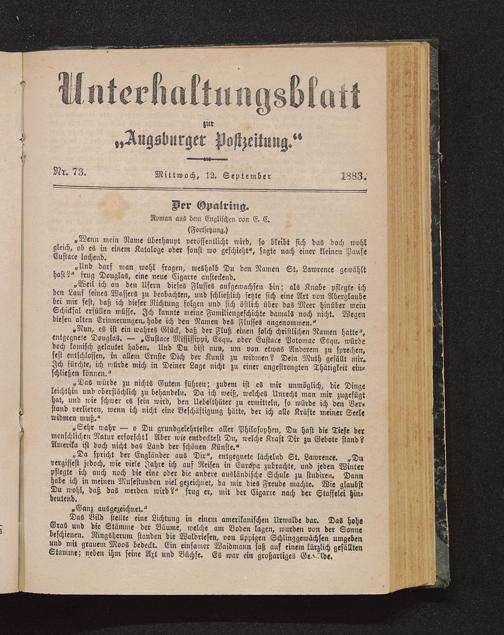 Unterhaltungsblatt
zur
„Augsburger Postzeitung.“
Nr. 73.
Mittwoch, 12. September
1883.
Der Opalring.
Roman aus dem Englischen von E. C.
(Fortsetzung.)
„Wenn mein Name überhaupt veröffentlicht wird, so bleibt sich das doch wohl
gleich, ob es in einem Kataloge oder sonst wo geschieht“, sagte nach einer kleinen Pause
Eustace lachend.
„Und darf man wohl fragen, weshalb Du den Namen St. Lawrence gewählt
hast?“ frug Douglas, eine neue Cigarre ansteckend.
„Weil ich an den Ufern dieses Flusses aufgewachsen bin; als Knabe pflegte ich
den Lauf seines Wassers zu beobachten, und schließlich setzte sich eine Art von Aberglaube
bei mir fest, daß ich dieser Richtung folgen und sich östlich über das Meer hinüber mein
Schicksal erfüllen müsse. Ich kannte meine Familiengeschichte damals noch nicht. Wegen
diesen alten Erinnerungen habe ich den Namen des Flusses angenommen.“
„Nun, es ist ein wahres Glück, daß der Fluß einen solch christlichen Namen hatte“,
entgegnete Douglas. — „Eustace Mississippi, Esqu. oder Eustace Potomac Esqu. würde
doch komisch gelautet haben. Und Du bist nun, um von etwas Anderem zu sprechen,
fest entschlossen, in allem Ernste Dich der Kunst zu widmen? Dein Muth gefällt mir.
Ich fürchte, ich würde mich in Deiner Lage nicht zu einer angestrengten Thätigkeit ein-
schließen können.“
„Das würde zu nichts Gutem führen; zudem ist es mir unmöglich, die Dinge
leichthin und oberflächlich zu behandeln. Da ich weiß, welches Unrecht man mir zugefügt
hat, und wie schwer es sein wird, den Uebelthäter zu ermitteln, so würde ich den Ver-
stand verlieren, wenn ich nicht eine Beschäftigung hätte, der ich alle Kräfte meiner Seele
widmen muß.“
„Sehr wahr — o Du grundgelehrtester aller Philosophen, Du hast die Tiefe der
menschlichen Natur erforscht! Aber wie entdecktest Du, welche Kraft Dir zu Gebote stand?
Amerika ist doch nicht das Land der schönen Künste.“
„Da spricht der Engländer aus Dir“, entgegnete lächelnd St. Lawrence. „Du
vergissest jedoch, wie viele Jahre ich auf Reisen in Europa zubrachte, und jeden Winter
pflegte ich auch noch die eine oder die andere ausländische Schule zu studiren. Dann
habe ich in meinen Musestunden viel gezeichnet, da mir dies Freude machte. Wie glaubst
Du wohl, daß das werden wird?“ frug er, mit der Cigarre nach der Staffelei hin-
deutend.
„Ganz ausgezeichnet.“
Das Bild stellte eine Lichtung in einem amerikanischen Urwalde dar. Das hohe
Gras und die Stämme der Bäume, welche am Boden lagen, wurden von der Sonne
beschienen. Ringsherum standen die Waldriesen, von üppigen Schlinggewächsen umgeben
und mit grauem Moos bedeckt. Ein einsamer Waidmann saß auf einem kürzlich gefällten
Stamme; neben ihm seine Axt und Büchse. Es war ein großartiges